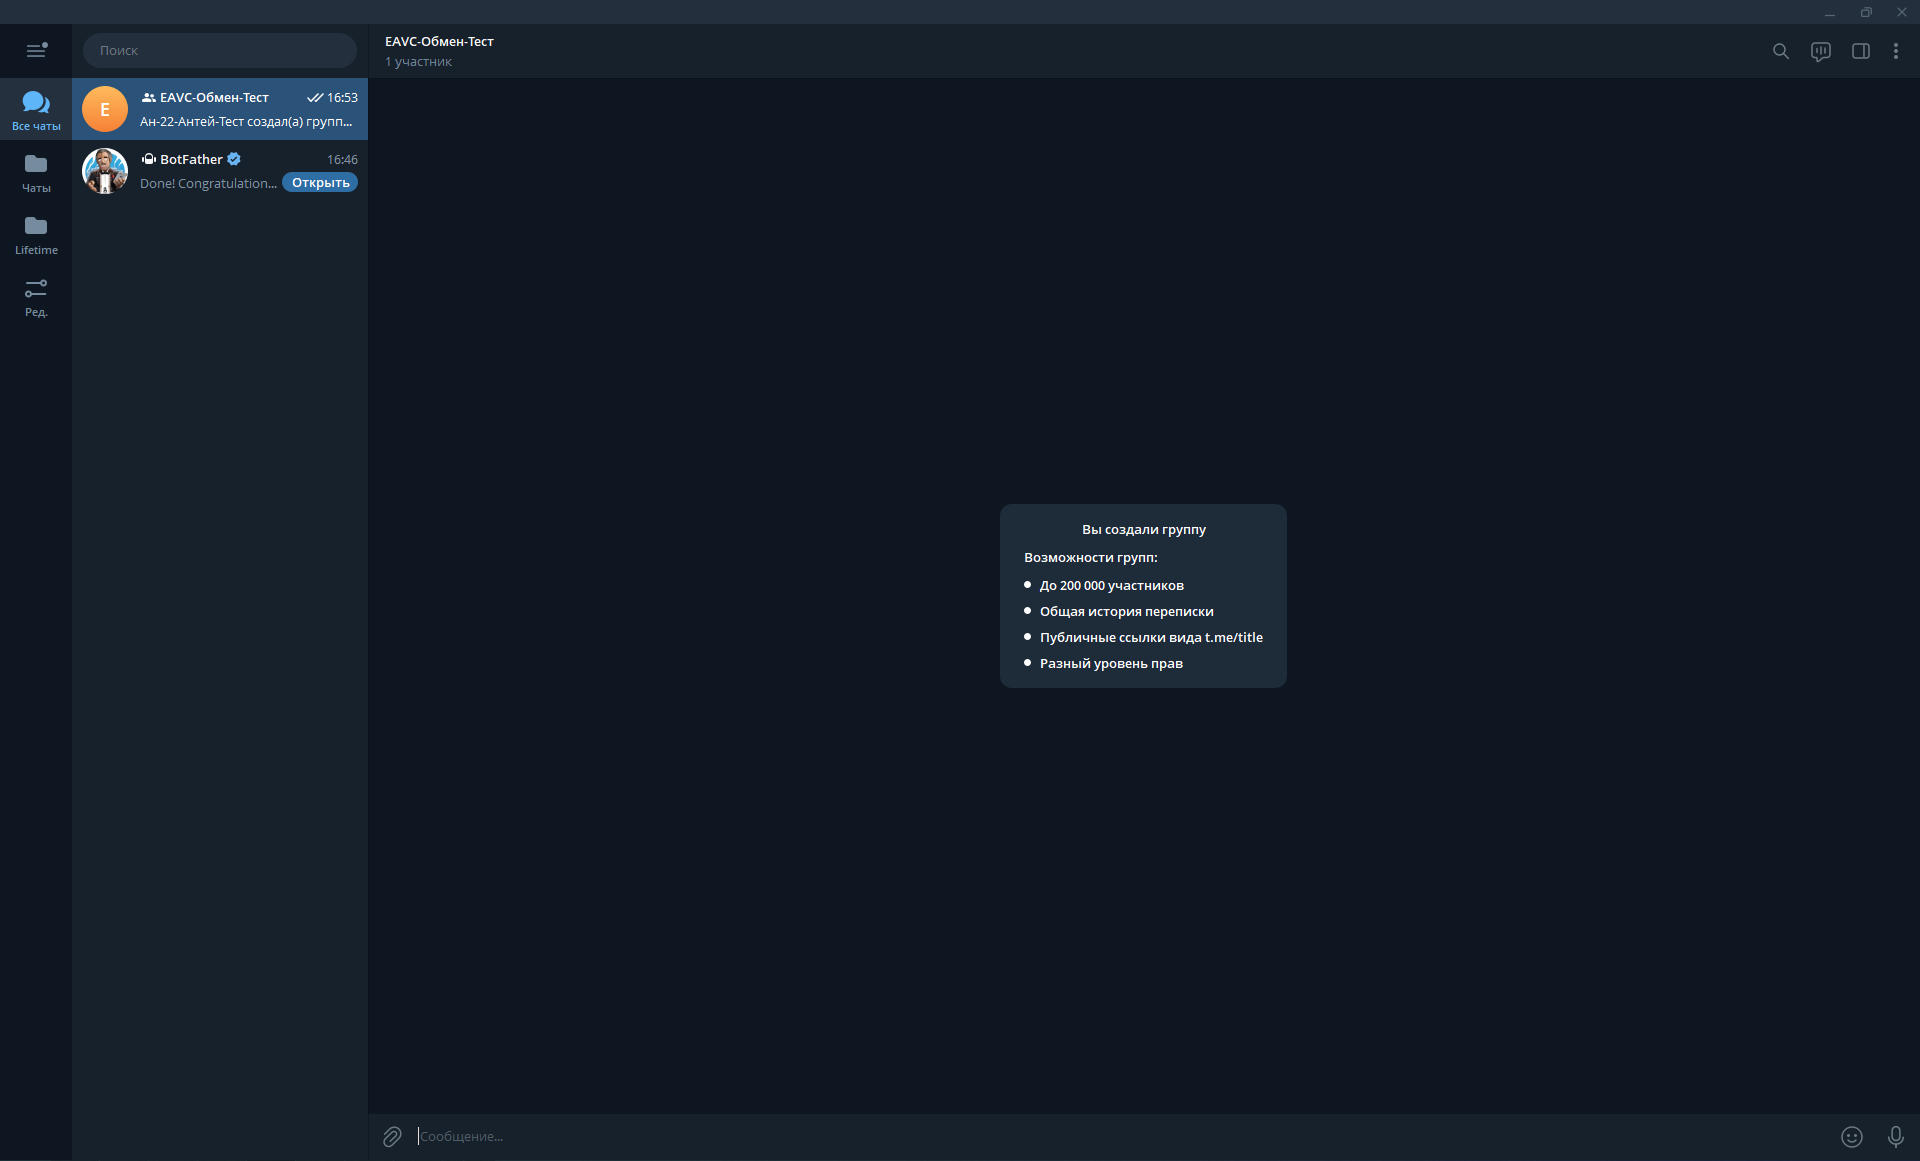 Поиск
EAVC-Обмен-Тест
1 участник
Все чаты
Чаты
Lifetime
Ред.
E
EAVC-Обмен-Тест 16:53
Ан-22-Антей-Тест создал(а) групп...
BotFather 16:46
Done! Congratulation... Открыть
Вы создали группу
Возможности групп:
До 200 000 участников
Общая история переписки
Публичные ссылки вида t.me/title
Разный уровень прав
Сообщение...